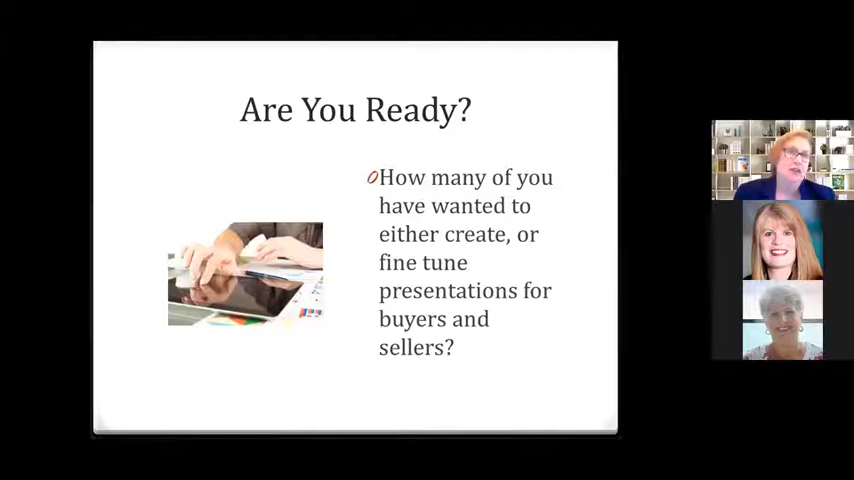 Are You Ready?
How many of you
have wanted to
either create, or
fine tune
presentations for
buyers and
sellers?